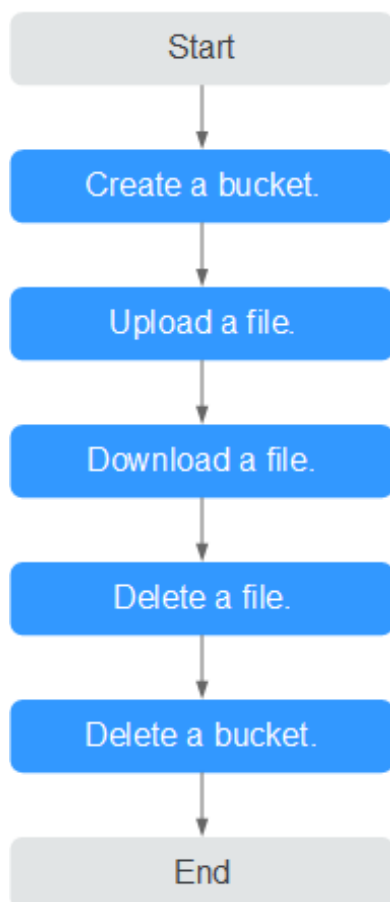 Start
Create a bucket.
Upload a file.
Download a file.
Delete a file.
Delete a bucket.
End